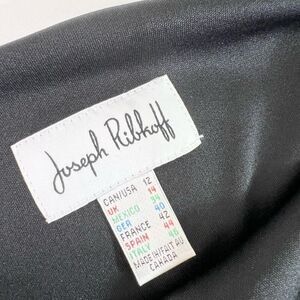 Joseph Ribkoff
CAN/USA 12
UK 14
MEXICO 34
GER 40
FRANCE 42
SPAIN 44
ITALY 46
MADE IN/FAIT AU
CANADA